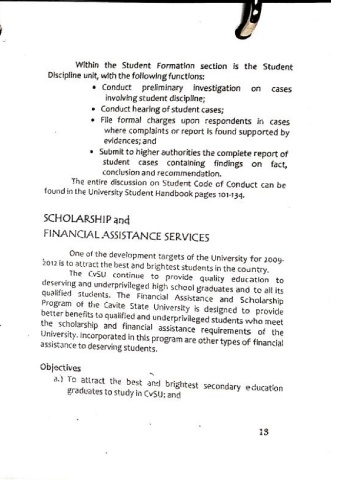 Within the Student Formation section is the Student
Discipline unit, with the following functions:
• Conduct preliminary investigation on cases
involving student discipline;
• Conduct hearing of student cases;
• File formal charges upon respondents in cases
where complaints or report is found supported by
evidences; and
• Submit to higher authorities the complete report of
student cases containing findings on fact,
conclusion and recommendation.
The entire discussion on Student Code of Conduct can be
found in the University Student Handbook pages 101-134.
SCHOLARSHIP and
FINANCIAL ASSISTANCE SERVICES
One of the development targets of the University for 2009-
2012 is to attract the best and brightest students in the country.
The CvSU continue to provide quality education to
deserving and underprivileged high school graduates and to all its
qualified students. The Financial Assistance and Scholarship
Program of the Cavite State University is designed to provide
better benefits to qualified and underprivileged students who meet
the scholarship and financial assistance requirements of the
University. Incorporated in this program are other types of financial
assistance to deserving students.
Objectives
a.) To attract the best and brightest secondary education
graduates to study in CvSU; and
13